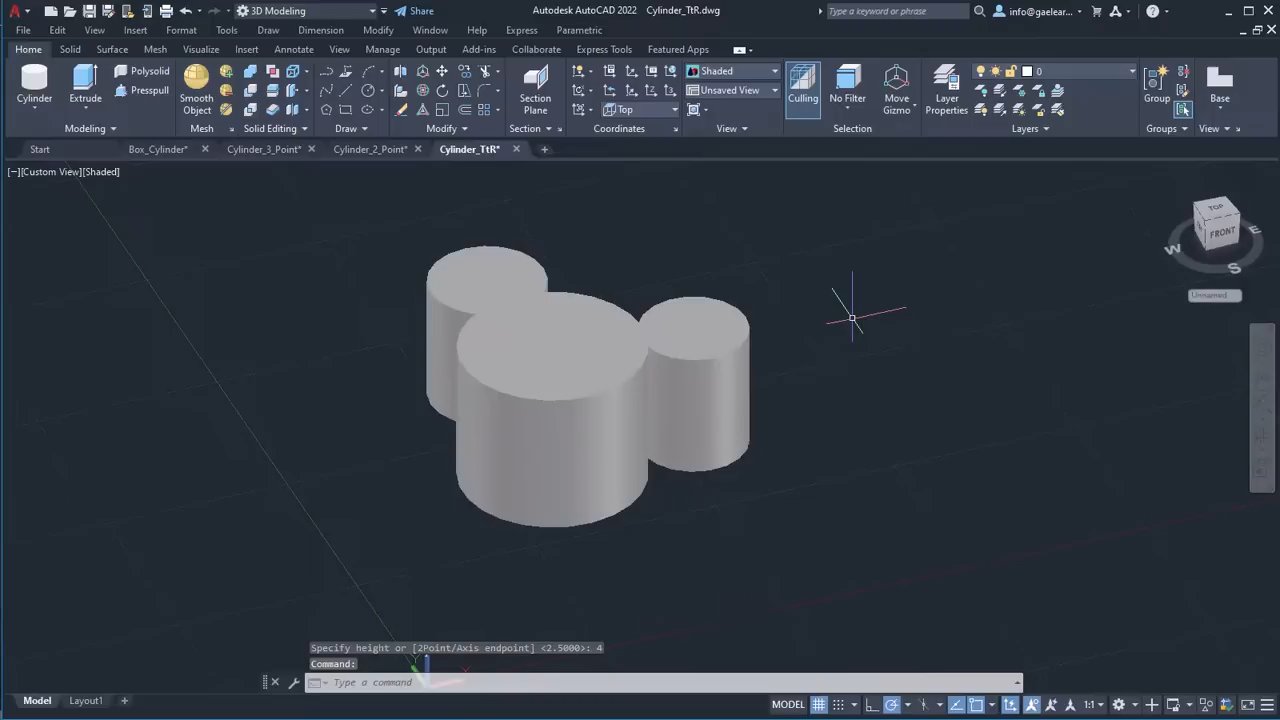 3D Modeling
Share
Autodesk AutoCAD 2022 Cylinder_TtR.dwg
Type a keyword or phrase
info@gaelear...
File Edit View Insert Format Tools Draw Dimension Modify Window Help Express Parametric
Home Solid Surface Mesh Visualize Insert Annotate View Manage Output Add-ins Collaborate Express Tools Featured Apps
Polysolid
Shaded
0
Presspull
Unsaved View
Cylinder Extrude Smooth Object
Section Plane
Top
Culling No Filter Move Gizmo
Layer Properties
Group Base
Modeling Mesh Solid Editing Draw Modify Section Coordinates View Selection Layers Groups View
Start Box_Cylinder* Cylinder_3_Point* Cylinder_2_Point* Cylinder_TtR*
[−][Custom View][Shaded]
TOP
FRONT
W
E
S
Unnamed
Specify height or [2Point/Axis endpoint] <2.5000>: 4
Command:
Type a command
Model Layout1
MODEL
1:1